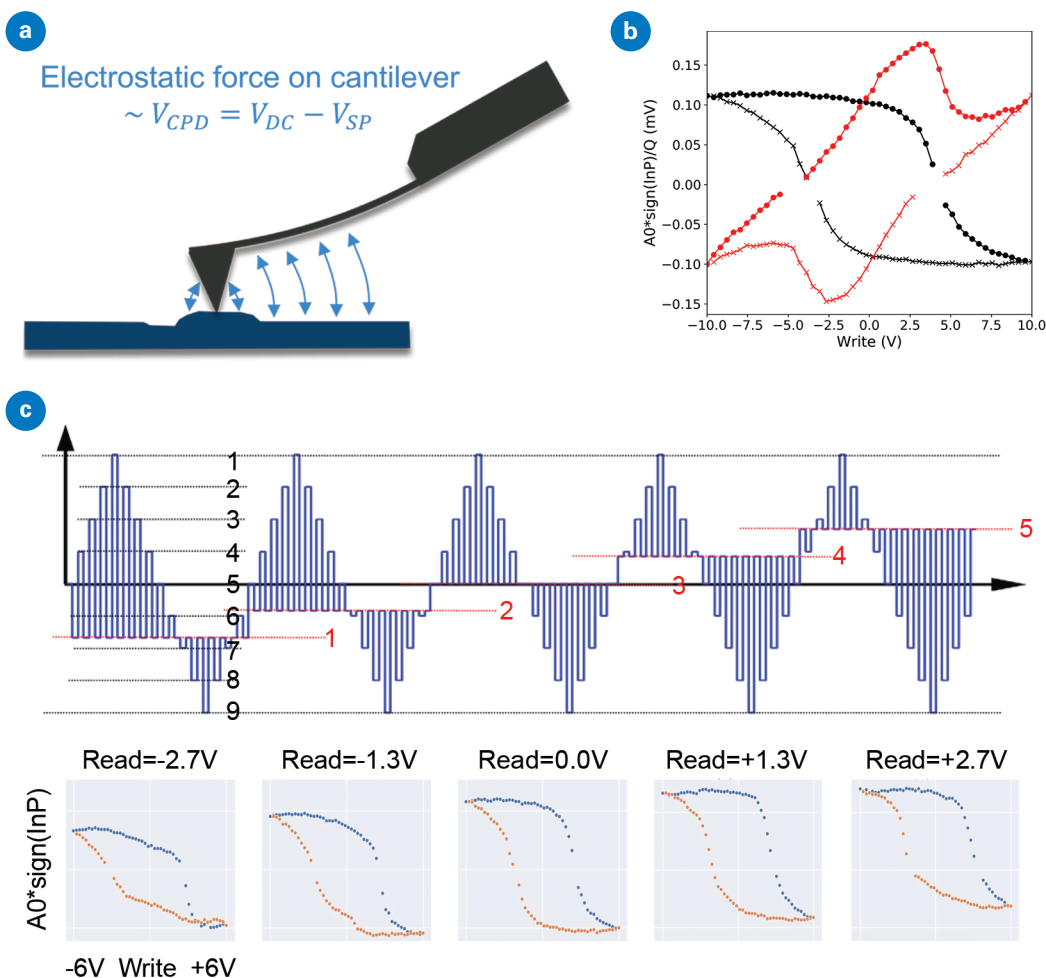 a
Electrostatic force on cantilever
~ V_CPD = V_DC − V_SP
b
A0*sign(InP)/Q (mV)
0.15
0.10
0.05
0.00
−0.05
−0.10
−0.15
−10.0 −7.5 −5.0 −2.5 0.0 2.5 5.0 7.5 10.0
Write (V)
c
1
2
3
4
5
6
7
8
9
1
2
3
4
5
Read=-2.7V Read=-1.3V Read=0.0V Read=+1.3V Read=+2.7V
A0*sign(InP)
-6V Write +6V